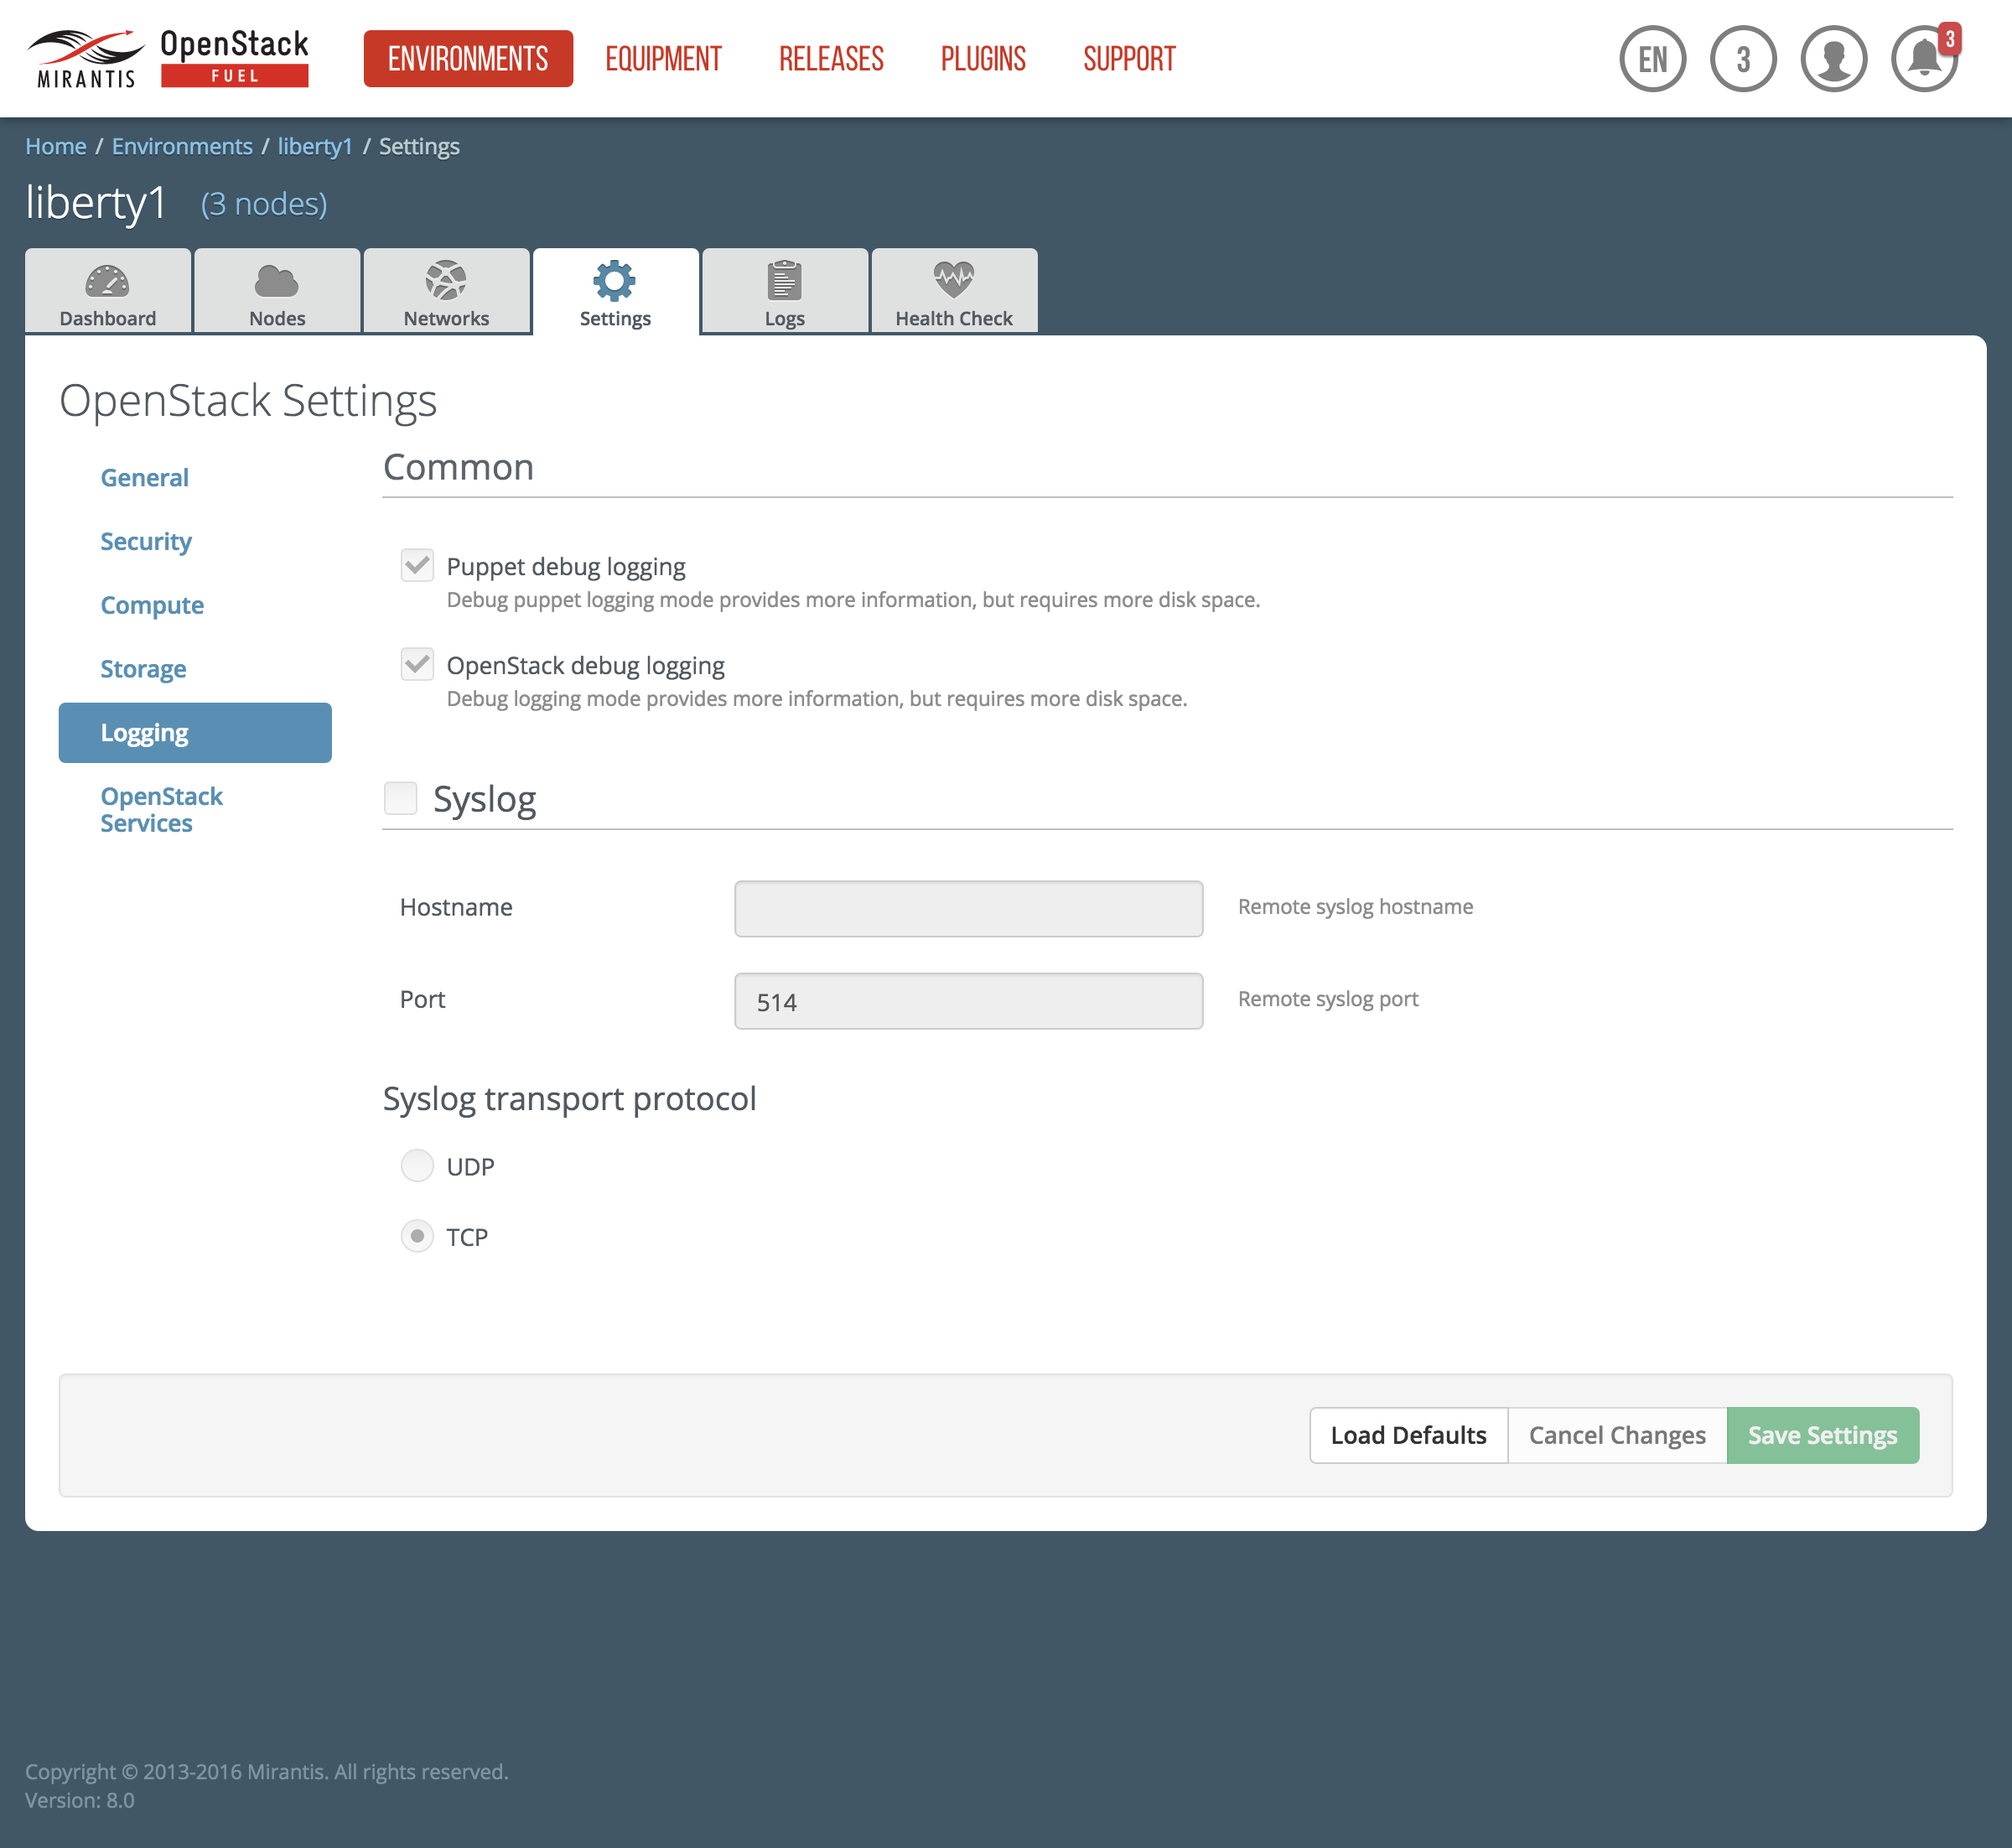 MIRANTIS
OpenStack
FUEL
ENVIRONMENTS EQUIPMENT RELEASES PLUGINS SUPPORT
EN 3 3
Home / Environments / liberty1 / Settings
liberty1 (3 nodes)
Dashboard Nodes Networks Settings Logs Health Check
OpenStack Settings
General
Security
Compute
Storage
Logging
OpenStack
Services
Common
Puppet debug logging
Debug puppet logging mode provides more information, but requires more disk space.
OpenStack debug logging
Debug logging mode provides more information, but requires more disk space.
Syslog
Hostname Remote syslog hostname
Port 514 Remote syslog port
Syslog transport protocol
UDP
TCP
Load Defaults Cancel Changes Save Settings
Copyright © 2013-2016 Mirantis. All rights reserved.
Version: 8.0